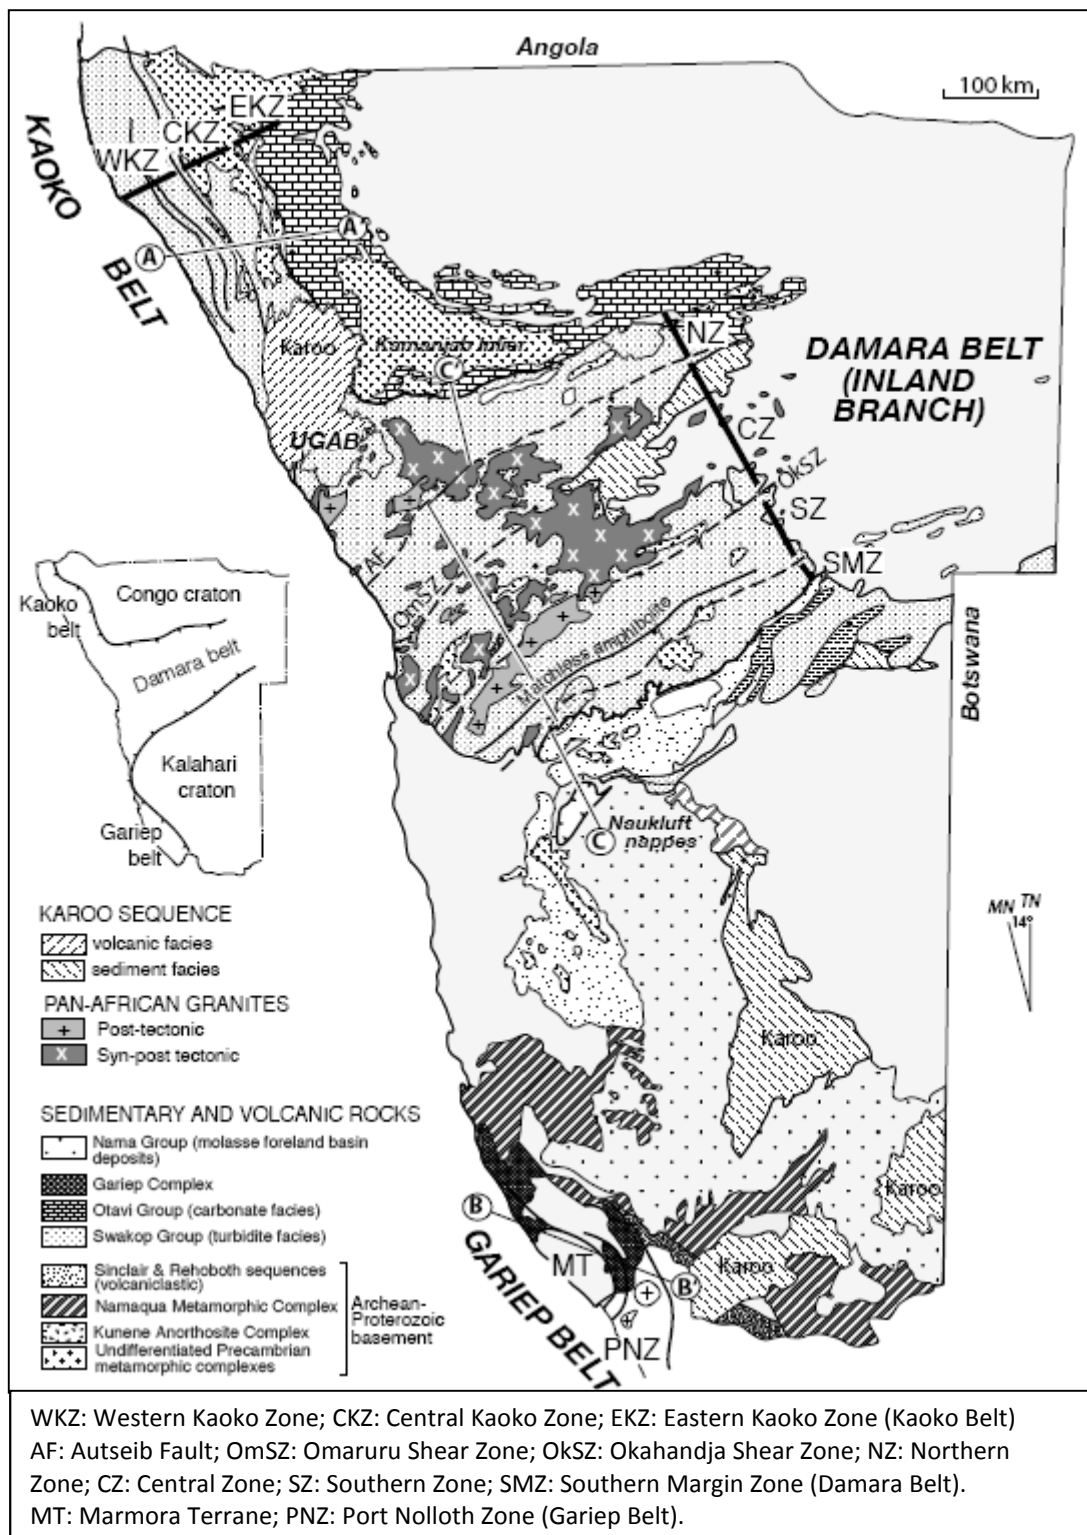 Angola
100 km
KAOKO
BELT
EKZ
CKZ
WKZ
A
A'
Karoo
Kamanjab Inlier
C'
NZ
DAMARA BELT
(INLAND
BRANCH)
UGAB
CZ
OkSZ
SZ
SMZ
AF
OmSZ
Matchless amphibolite
Botswana
Congo craton
Kaoko
belt
Damara belt
Kalahari
craton
Gariep
belt
Naukluft
nappes
C
MN TN
14°
KAROO SEQUENCE
volcanic facies
sediment facies
PAN-AFRICAN GRANITES
+ Post-tectonic
X Syn-post tectonic
Karoo
SEDIMENTARY AND VOLCANIC ROCKS
Nama Group (molasse foreland basin
deposits)
Gariep Complex
Otavi Group (carbonate facies)
Swakop Group (turbidite facies)
Sinclair & Rehoboth sequences
(volcaniclastic)
Namaqua Metamorphic Complex
Kunene Anorthosite Complex
Undifferentiated Precambrian
metamorphic complexes
Archean-
Proterozoic
basement
Karoo
B
MT
Karoo
B'
GARIEP BELT
PNZ
WKZ: Western Kaoko Zone; CKZ: Central Kaoko Zone; EKZ: Eastern Kaoko Zone (Kaoko Belt)
AF: Autseib Fault; OmSZ: Omaruru Shear Zone; OkSZ: Okahandja Shear Zone; NZ: Northern
Zone; CZ: Central Zone; SZ: Southern Zone; SMZ: Southern Margin Zone (Damara Belt).
MT: Marmora Terrane; PNZ: Port Nolloth Zone (Gariep Belt).